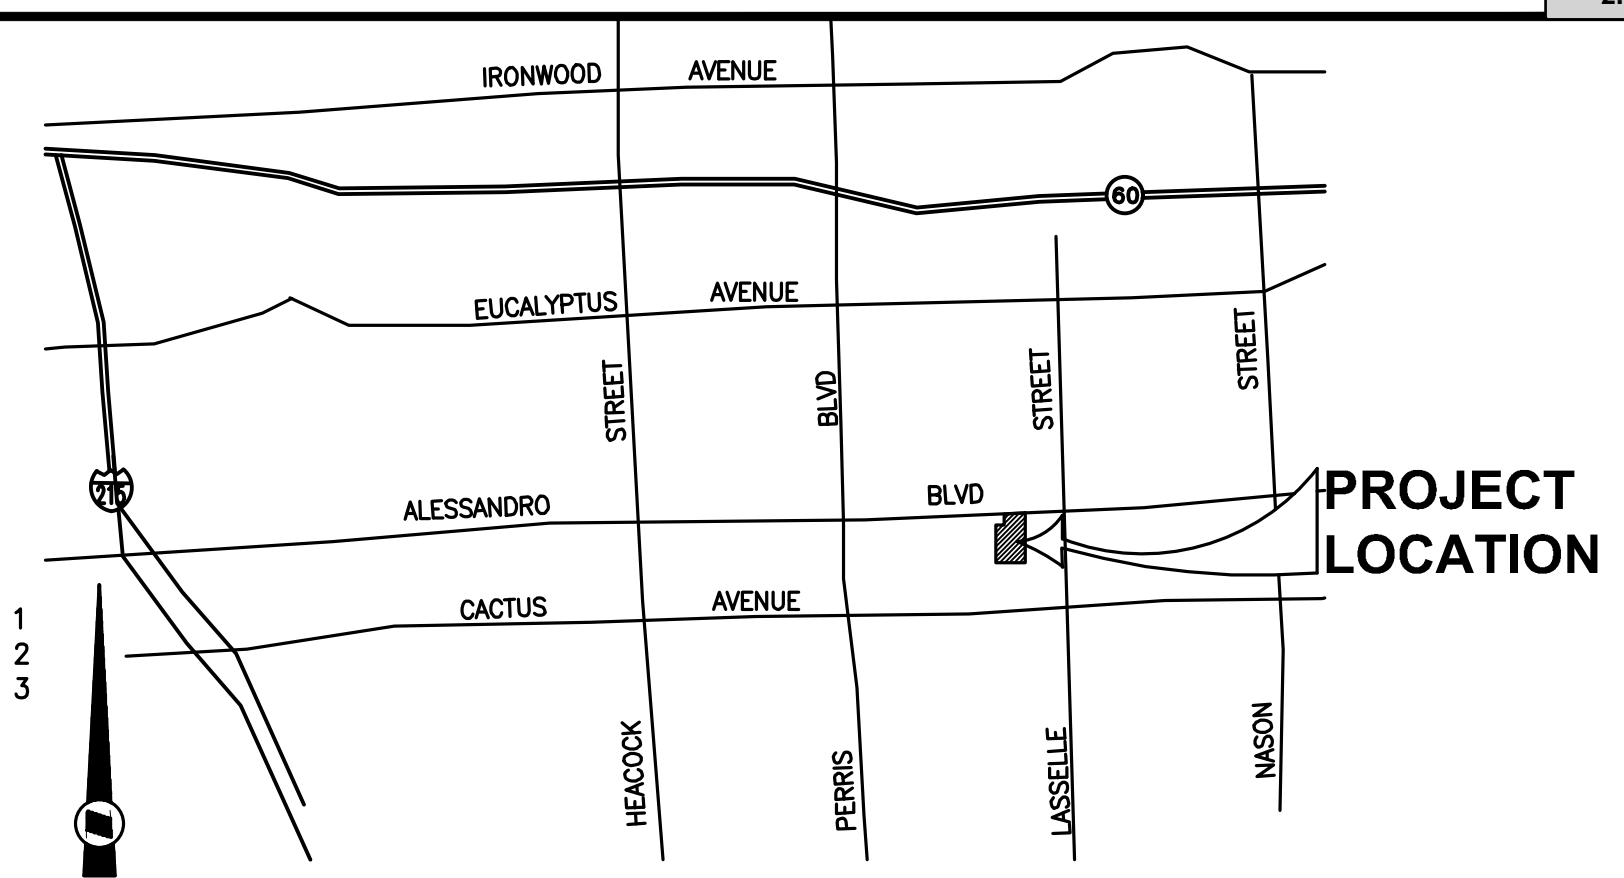 IRONWOOD AVENUE
60
EUCALYPTUS AVENUE
STREET
BLVD
STREET
STREET
215
ALESSANDRO BLVD
PROJECT
LOCATION
CACTUS AVENUE
1
2
3
HEACOCK
PERRIS
LASSELLE
NASON